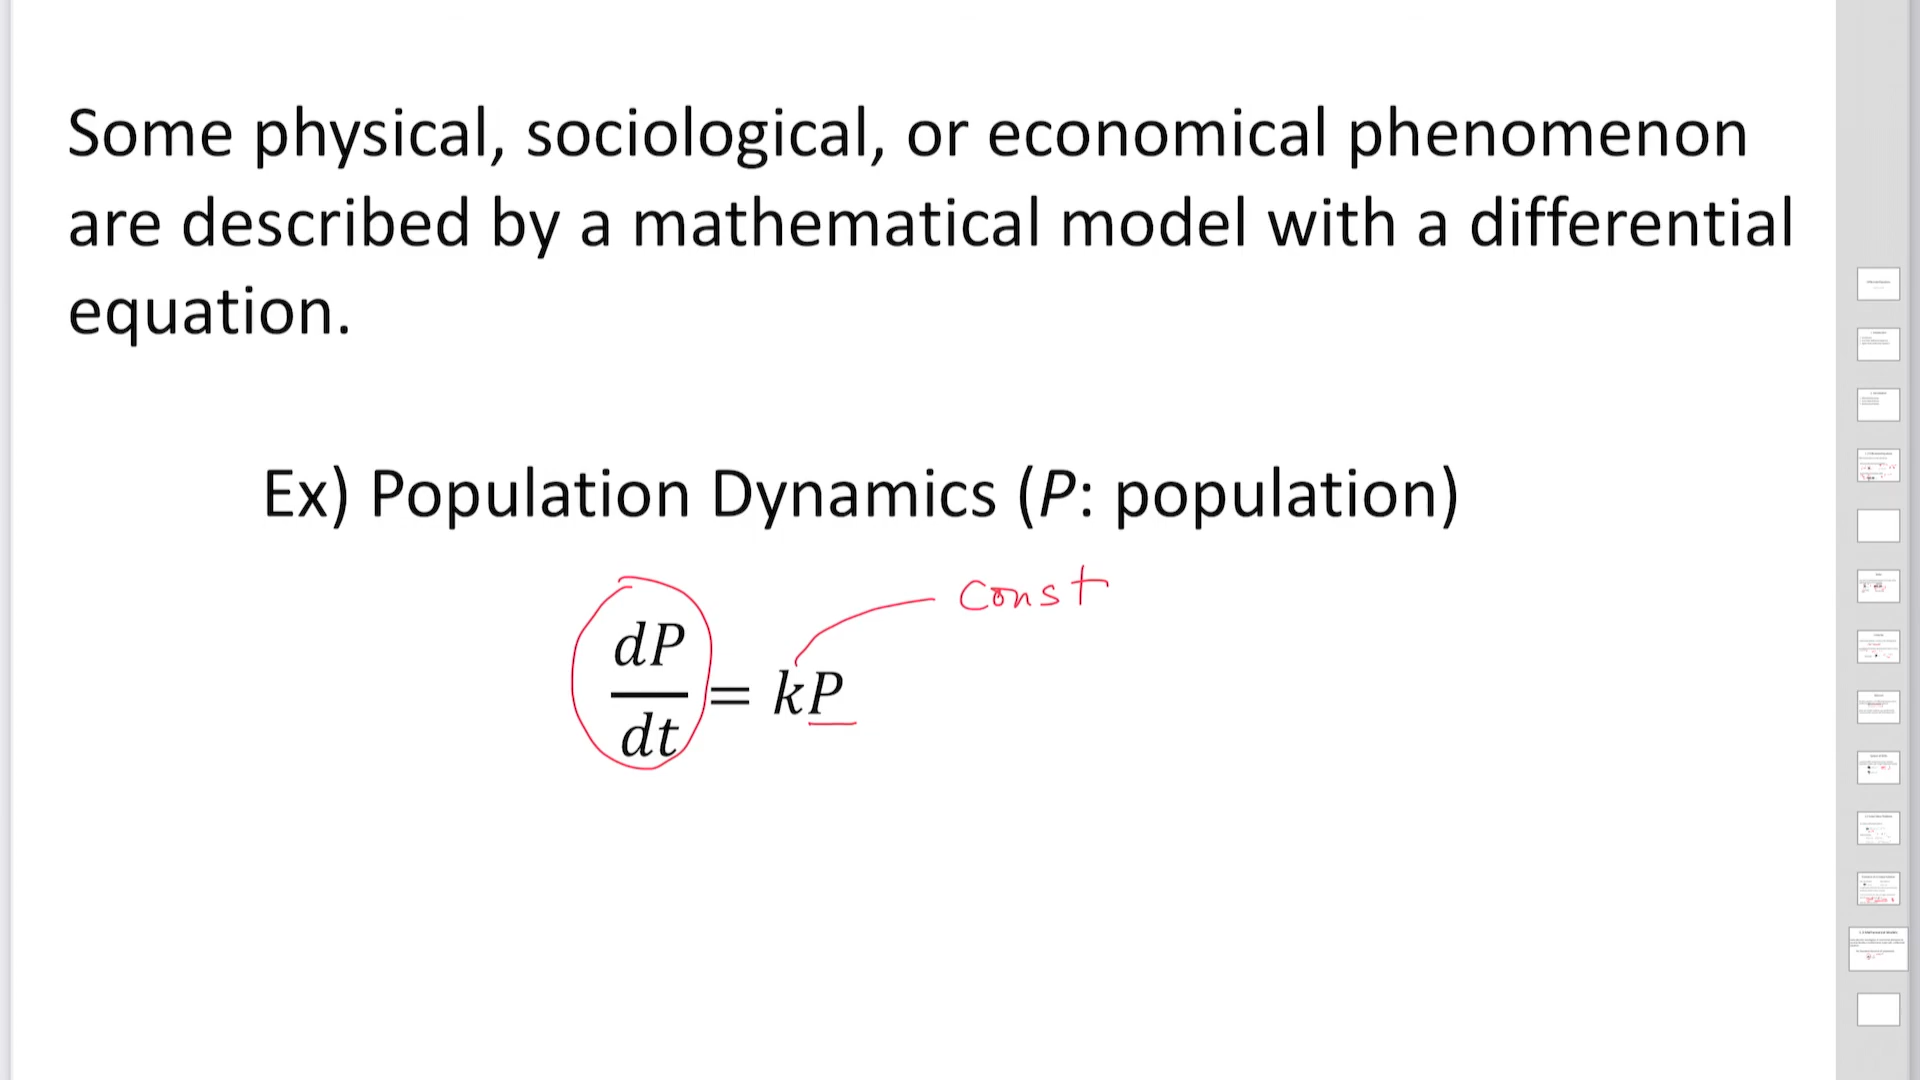 Some physical, sociological, or economical phenomenon
are described by a mathematical model with a differential
equation.
Ex) Population Dynamics (P: population)
const
dP
dt
= kP